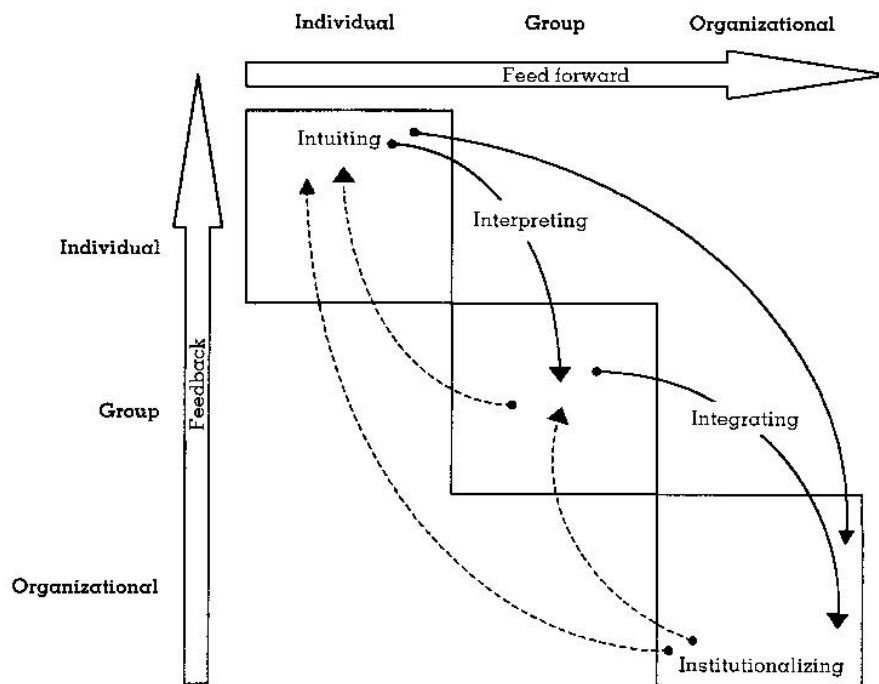 Individual Group Organizational
Feed forward
Intuiting
Interpreting
Individual
Feedback
Group
Integrating
Organizational
Institutionalizing